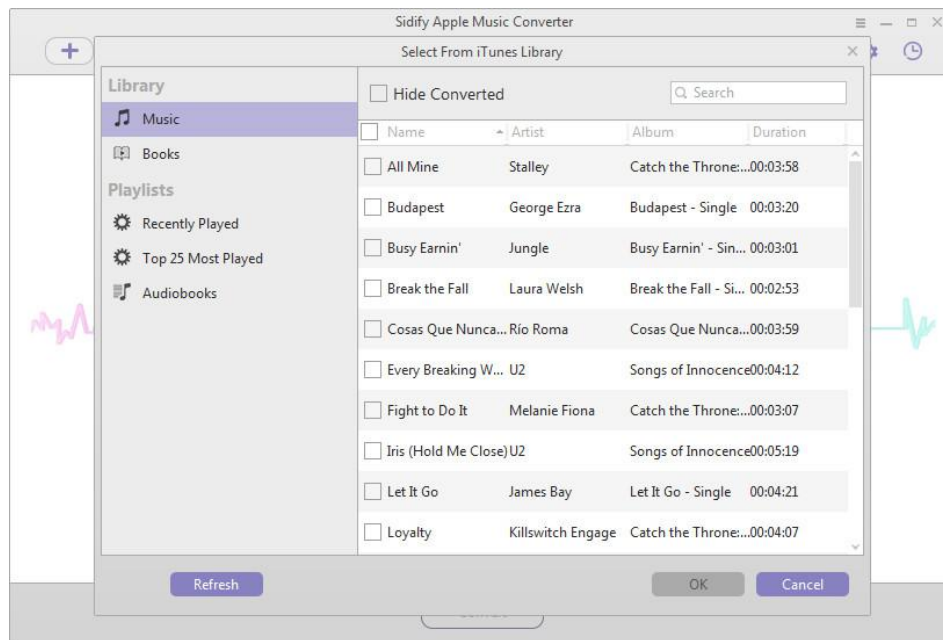 Sidify Apple Music Converter
Select From iTunes Library
Library
Music
Books
Playlists
Recently Played
Top 25 Most Played
Audiobooks
Hide Converted
Search
Name Artist Album Duration
All Mine Stalley Catch the Throne:...00:03:58
Budapest George Ezra Budapest - Single 00:03:20
Busy Earnin' Jungle Busy Earnin' - Sin... 00:03:01
Break the Fall Laura Welsh Break the Fall - Si... 00:02:53
Cosas Que Nunca... Río Roma Cosas Que Nunca...00:03:59
Every Breaking W... U2 Songs of Innocence00:04:12
Fight to Do It Melanie Fiona Catch the Throne:...00:03:07
Iris (Hold Me Close) U2 Songs of Innocence00:05:19
Let It Go James Bay Let It Go - Single 00:04:21
Loyalty Killswitch Engage Catch the Throne:...00:04:07
Refresh
OK
Cancel